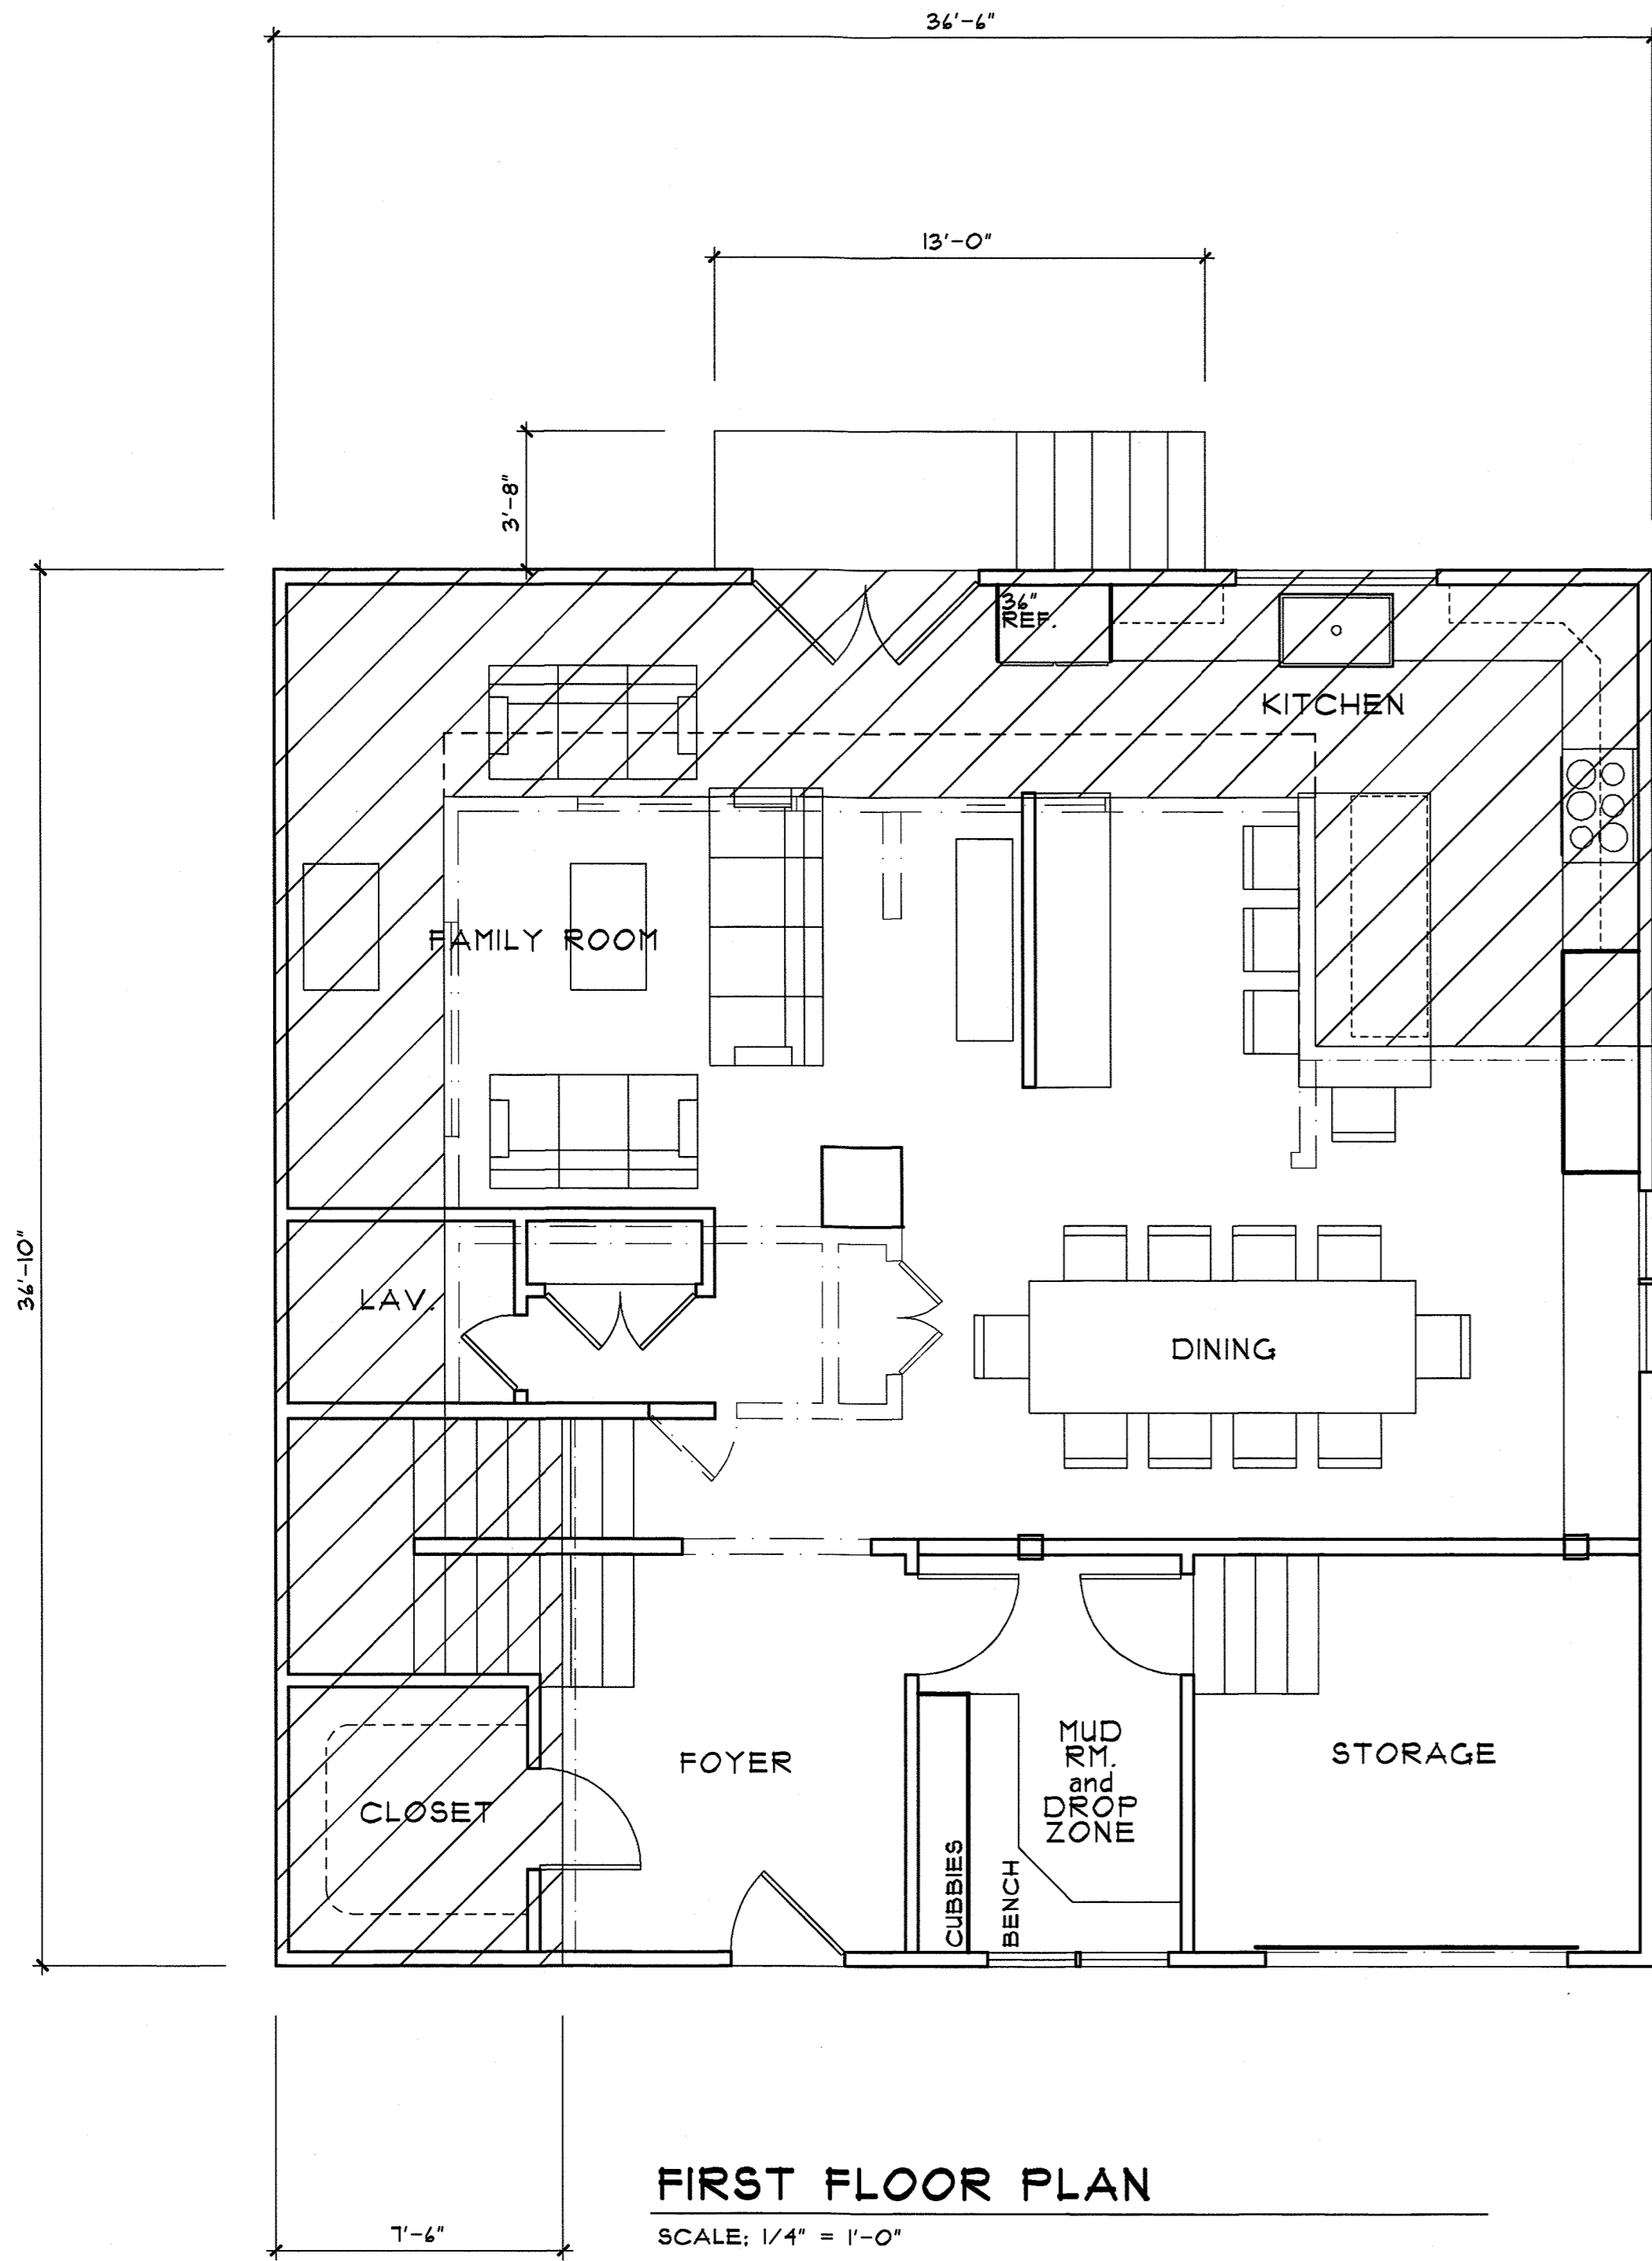 36'-6"
13'-0"
3'-8"
36"
REF.
KITCHEN
FAMILY ROOM
36'-10"
LAV.
DINING
FOYER
MUD
RM.
and
DROP
ZONE
STORAGE
CLOSET
CUBBIES
BENCH
FIRST FLOOR PLAN
7'-6"
SCALE; 1/4" = 1'-0"